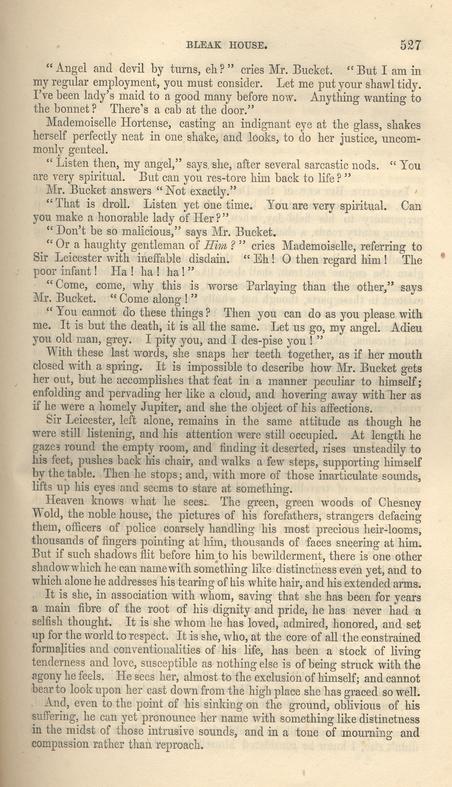 BLEAK HOUSE. 527
“Angel and devil by turns, eh?” cries Mr. Bucket. “But I am in
my regular employment, you must consider. Let me put your shawl tidy.
I’ve been lady’s maid to a good many before now. Anything wanting to
the bonnet? There’s a cab at the door.”
Mademoiselle Hortense, casting an indignant eye at the glass, shakes
herself perfectly neat in one shake, and looks, to do her justice, uncom-
monly genteel.
“Listen then, my angel,” says she, after several sarcastic nods. “You
are very spiritual. But can you res-tore him back to life?”
Mr. Bucket answers “Not exactly.”
“That is droll. Listen yet one time. You are very spiritual. Can
you make a honorable lady of Her?”
“Don’t be so malicious,” says Mr. Bucket.
“Or a haughty gentleman of Him?” cries Mademoiselle, referring to
Sir Leicester with ineffable disdain. “Eh! O then regard him! The
poor infant! Ha! ha! ha!”
“Come, come, why this is worse Parlaying than the other,” says
Mr. Bucket. “Come along!”
“You cannot do these things? Then you can do as you please with
me. It is but the death, it is all the same. Let us go, my angel. Adieu
you old man, grey. I pity you, and I des-pise you!”
With these last words, she snaps her teeth together, as if her mouth
closed with a spring. It is impossible to describe how Mr. Bucket gets
her out, but he accomplishes that feat in a manner peculiar to himself;
enfolding and pervading her like a cloud, and hovering away with her as
if he were a homely Jupiter, and she the object of his affections.
Sir Leicester, left alone, remains in the same attitude as though he
were still listening, and his attention were still occupied. At length he
gazes round the empty room, and finding it deserted, rises unsteadily to
his feet, pushes back his chair, and walks a few steps, supporting himself
by the table. Then he stops; and, with more of those inarticulate sounds,
lifts up his eyes and seems to stare at something.
Heaven knows what he sees. The green, green woods of Chesney
Wold, the noble house, the pictures of his forefathers, strangers defacing
them, officers of police coarsely handling his most precious heir-looms,
thousands of fingers pointing at him, thousands of faces sneering at him.
But if such shadows flit before him to his bewilderment, there is one other
shadow which he can name with something like distinctness even yet, and to
which alone he addresses his tearing of his white hair, and his extended arms.
It is she, in association with whom, saving that she has been for years
a main fibre of the root of his dignity and pride, he has never had a
selfish thought. It is she whom he has loved, admired, honored, and set
up for the world to respect. It is she, who, at the core of all the constrained
formalities and conventionalities of his life, has been a stock of living
tenderness and love, susceptible as nothing else is of being struck with the
agony he feels. He sees her, almost to the exclusion of himself; and cannot
bear to look upon her cast down from the high place she has graced so well.
And, even to the point of his sinking on the ground, oblivious of his
suffering, he can yet pronounce her name with something like distinctness
in the midst of those intrusive sounds, and in a tone of mourning and
compassion rather than reproach.